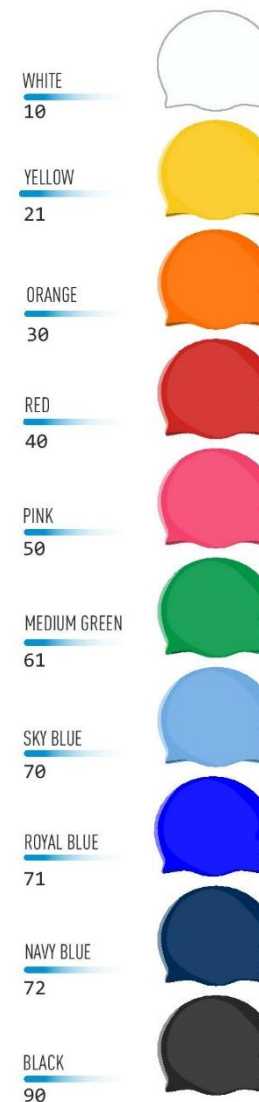 WHITE
10
YELLOW
21
ORANGE
30
RED
40
PINK
50
MEDIUM GREEN
61
SKY BLUE
70
ROYAL BLUE
71
NAVY BLUE
72
BLACK
90